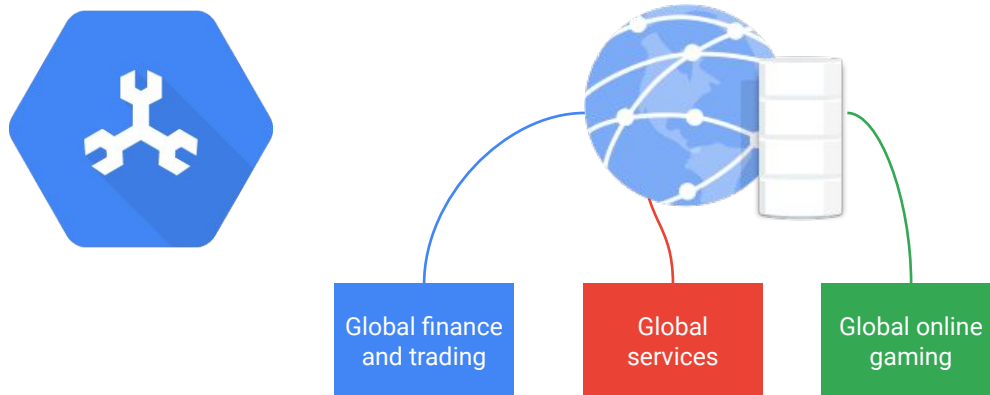 Global finance
and trading
Global
services
Global online
gaming